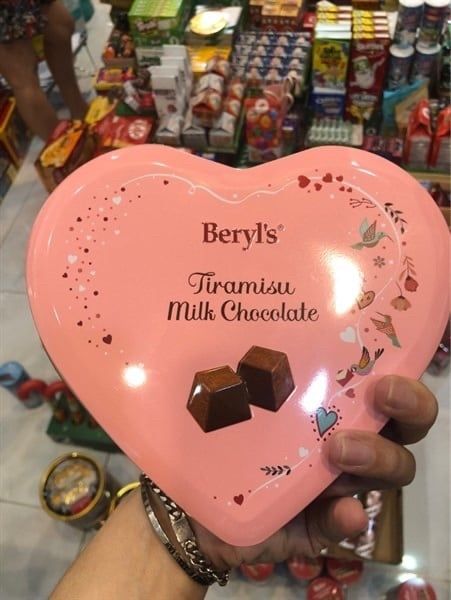 Beryl's®
Tiramisu
Milk Chocolate